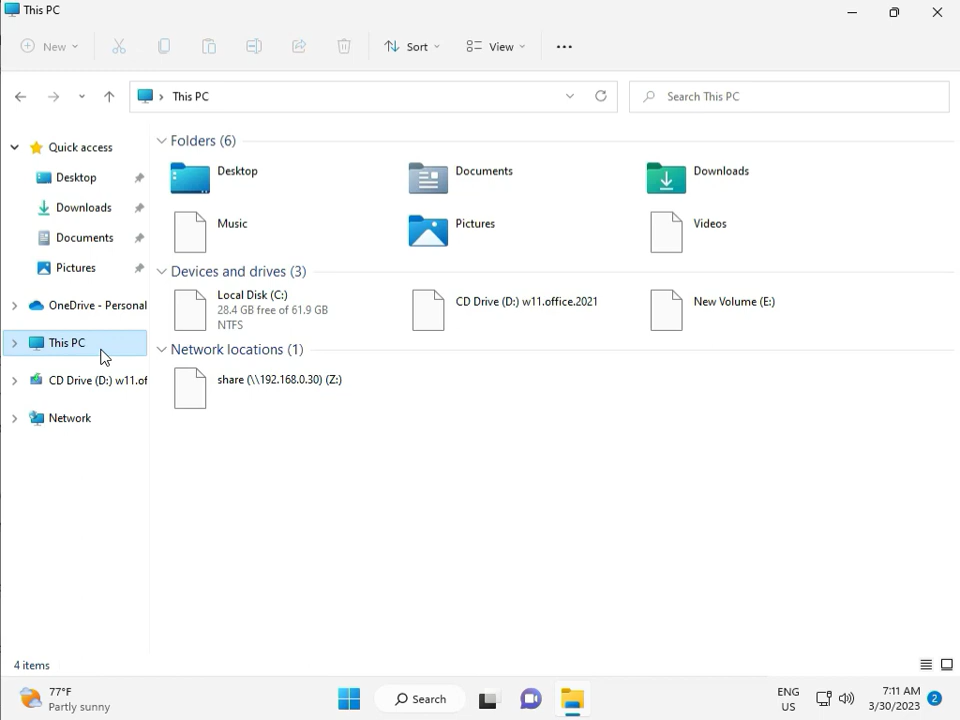 This PC
New
Sort
View
This PC
Search This PC
Quick access
Desktop
Downloads
Documents
Pictures
OneDrive - Personal
This PC
CD Drive (D:) w11.of
Network
Folders (6)
Desktop
Documents
Downloads
Music
Pictures
Videos
Devices and drives (3)
Local Disk (C:)
28.4 GB free of 61.9 GB
NTFS
CD Drive (D:) w11.office.2021
New Volume (E:)
Network locations (1)
share (\\192.168.0.30) (Z:)
4 items
77°F
Partly sunny
Search
ENG
US
7:11 AM
3/30/2023
2